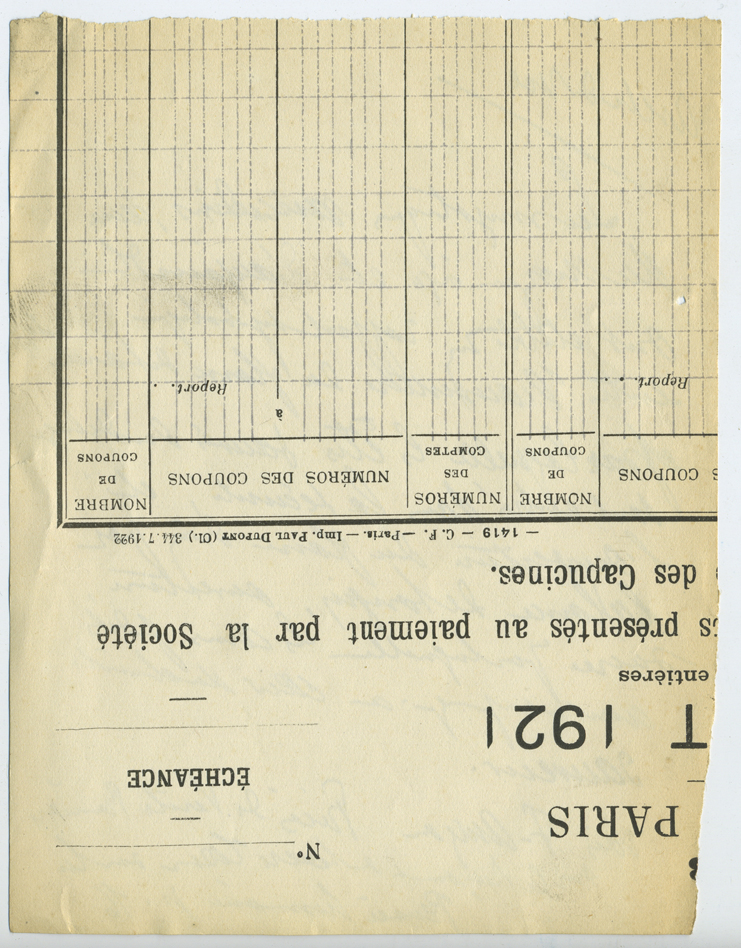 PARIS
N°
ÉCHÉANCE
T 1921
entières
présentés au paiement par la Société
des Capucines.
— 1419 — C. F. — Paris. — Imp. PAUL DUPONT (Cl.) 344.7.1922
COUPONS
NOMBRE
DE
COUPONS
NUMÉROS
DES
COMPTES
NUMÉROS DES COUPONS
NOMBRE
DE
COUPONS
à
Report. . .
Report. . .